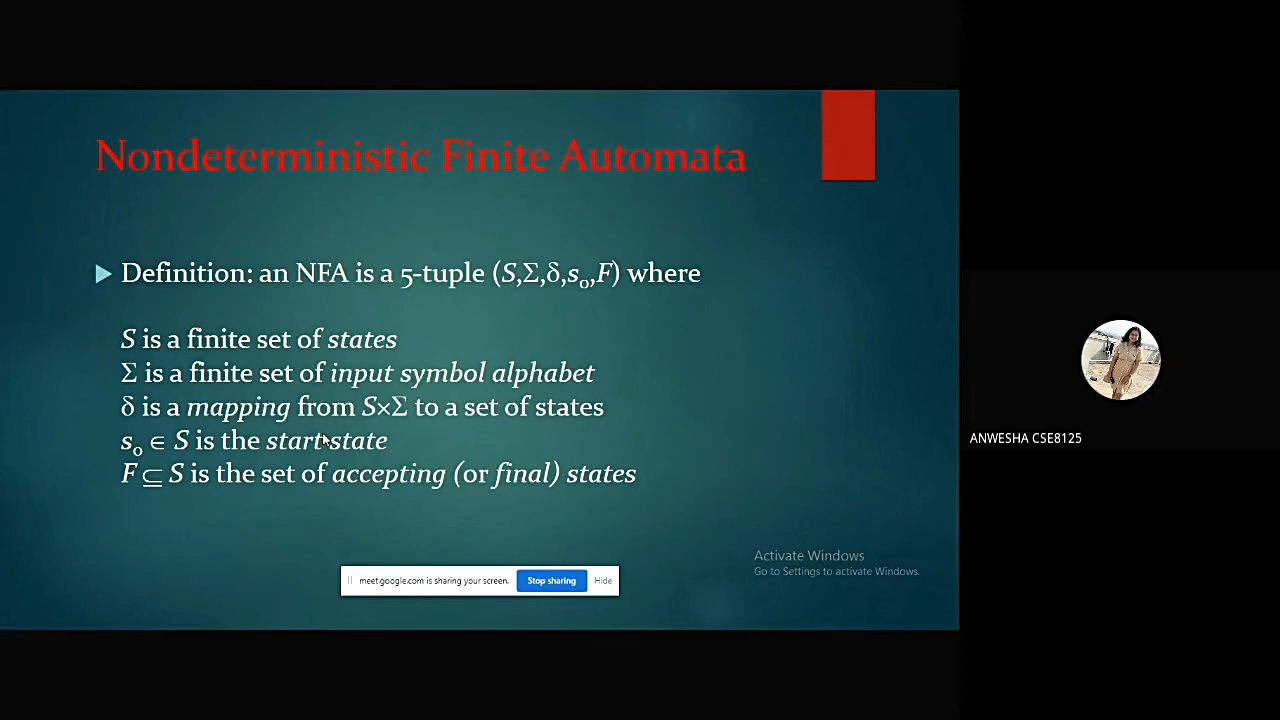 Nondeterministic Finite Automata
Definition: an NFA is a 5-tuple (S,Σ,δ,s₀,F) where
S is a finite set of states
Σ is a finite set of input symbol alphabet
δ is a mapping from S×Σ to a set of states
s₀ ∈ S is the start state
F ⊆ S is the set of accepting (or final) states
ANWESHA CSE8125
Activate Windows
Go to Settings to activate Windows.
meet.google.com is sharing your screen.
Stop sharing
Hide